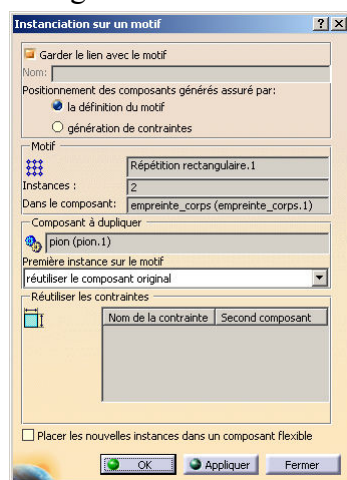 Instanciation sur un motif
Garder le lien avec le motif
Nom:
Positionnement des composants générés assuré par:
la définition du motif
génération de contraintes
Motif
Répétition rectangulaire.1
Instances :
2
Dans le composant:
empreinte_corps (empreinte_corps.1)
Composant à dupliquer
pion (pion.1)
Première instance sur le motif
réutiliser le composant original
Réutiliser les contraintes
Nom de la contrainte
Second composant
Placer les nouvelles instances dans un composant flexible
OK
Appliquer
Fermer